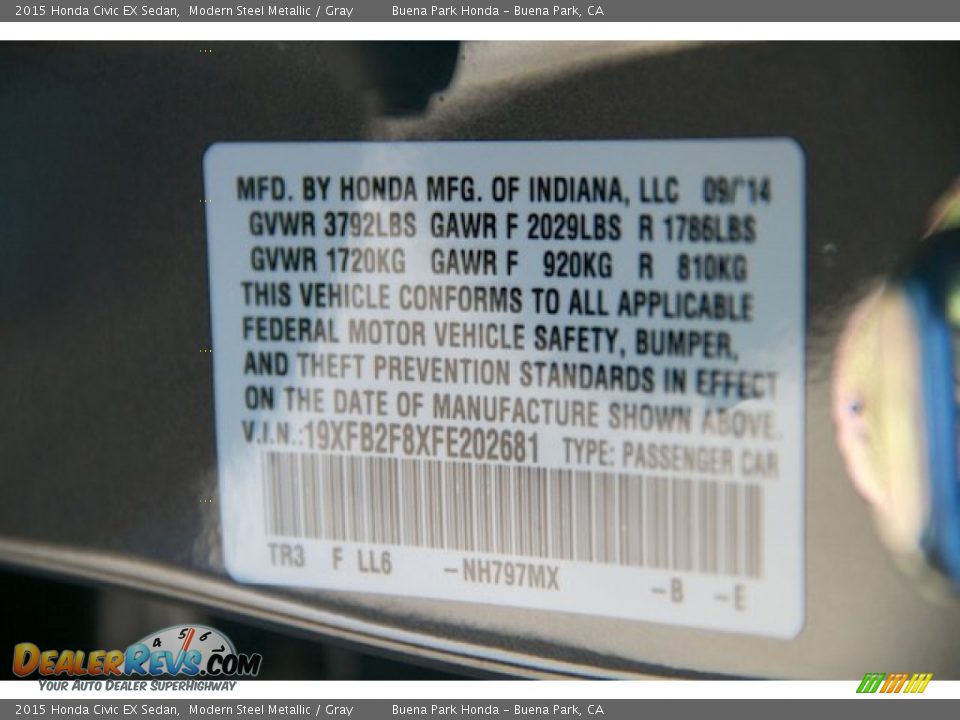 2015 Honda Civic EX Sedan, Modern Steel Metallic / Gray Buena Park Honda – Buena Park, CA
MFD. BY HONDA MFG. OF INDIANA, LLC 09/'14
GVWR 3792LBS GAWR F 2029LBS R 1786LBS
GVWR 1720KG GAWR F 920KG R 810KG
THIS VEHICLE CONFORMS TO ALL APPLICABLE
FEDERAL MOTOR VEHICLE SAFETY, BUMPER,
AND THEFT PREVENTION STANDARDS IN EFFECT
ON THE DATE OF MANUFACTURE SHOWN ABOVE.
V.I.N.:19XFB2F8XFE202681 TYPE: PASSENGER CAR
TR3 F LL6 –NH797MX –B –E
4 5 6
DEALERREVS.COM
YOUR AUTO DEALER SUPERHIGHWAY
2015 Honda Civic EX Sedan, Modern Steel Metallic / Gray Buena Park Honda – Buena Park, CA